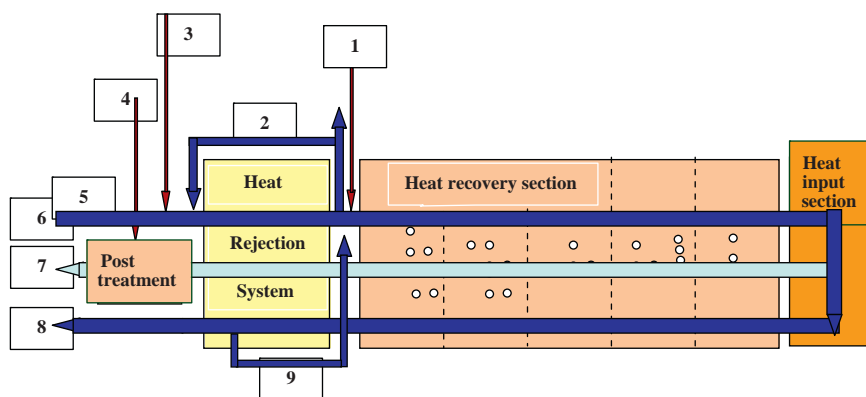 3
1
4
2
5
Heat
Heat recovery section
Heat
input
section
6
Rejection
7
Post
treatment
System
8
9